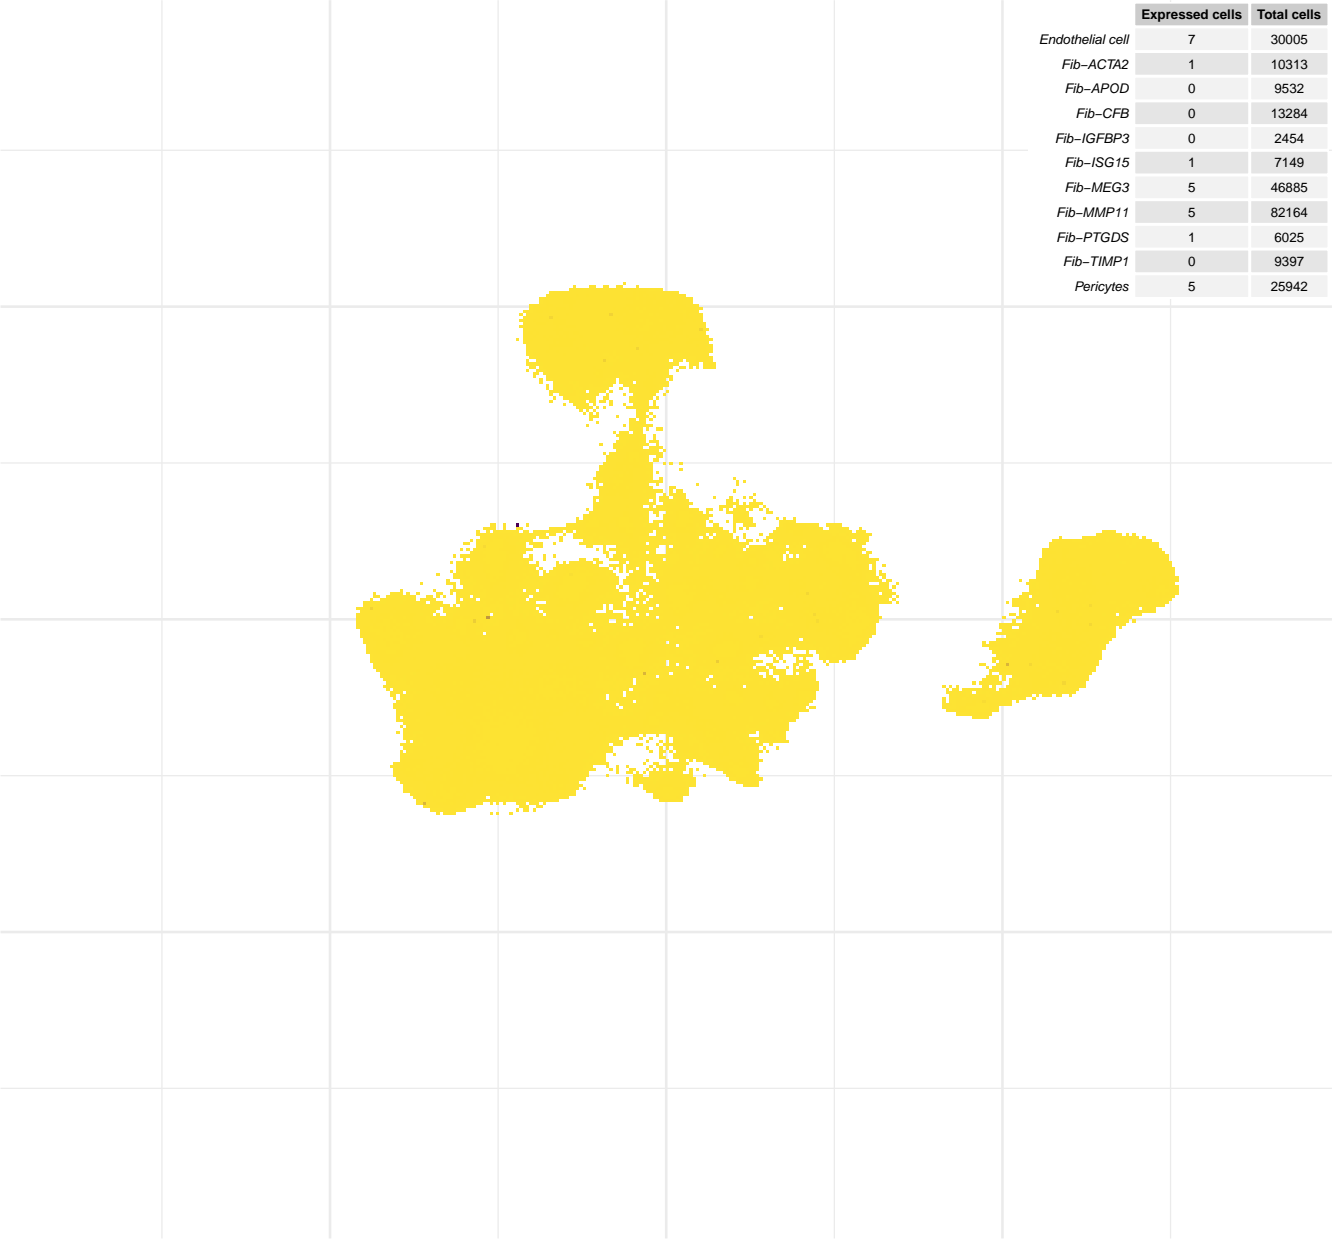 Expressed cells Total cells
Endothelial cell 7 30005
Fib−ACTA2 1 10313
Fib−APOD 0 9532
Fib−CFB 0 13284
Fib−IGFBP3 0 2454
Fib−ISG15 1 7149
Fib−MEG3 5 46885
Fib−MMP11 5 82164
Fib−PTGDS 1 6025
Fib−TIMP1 0 9397
Pericytes 5 25942